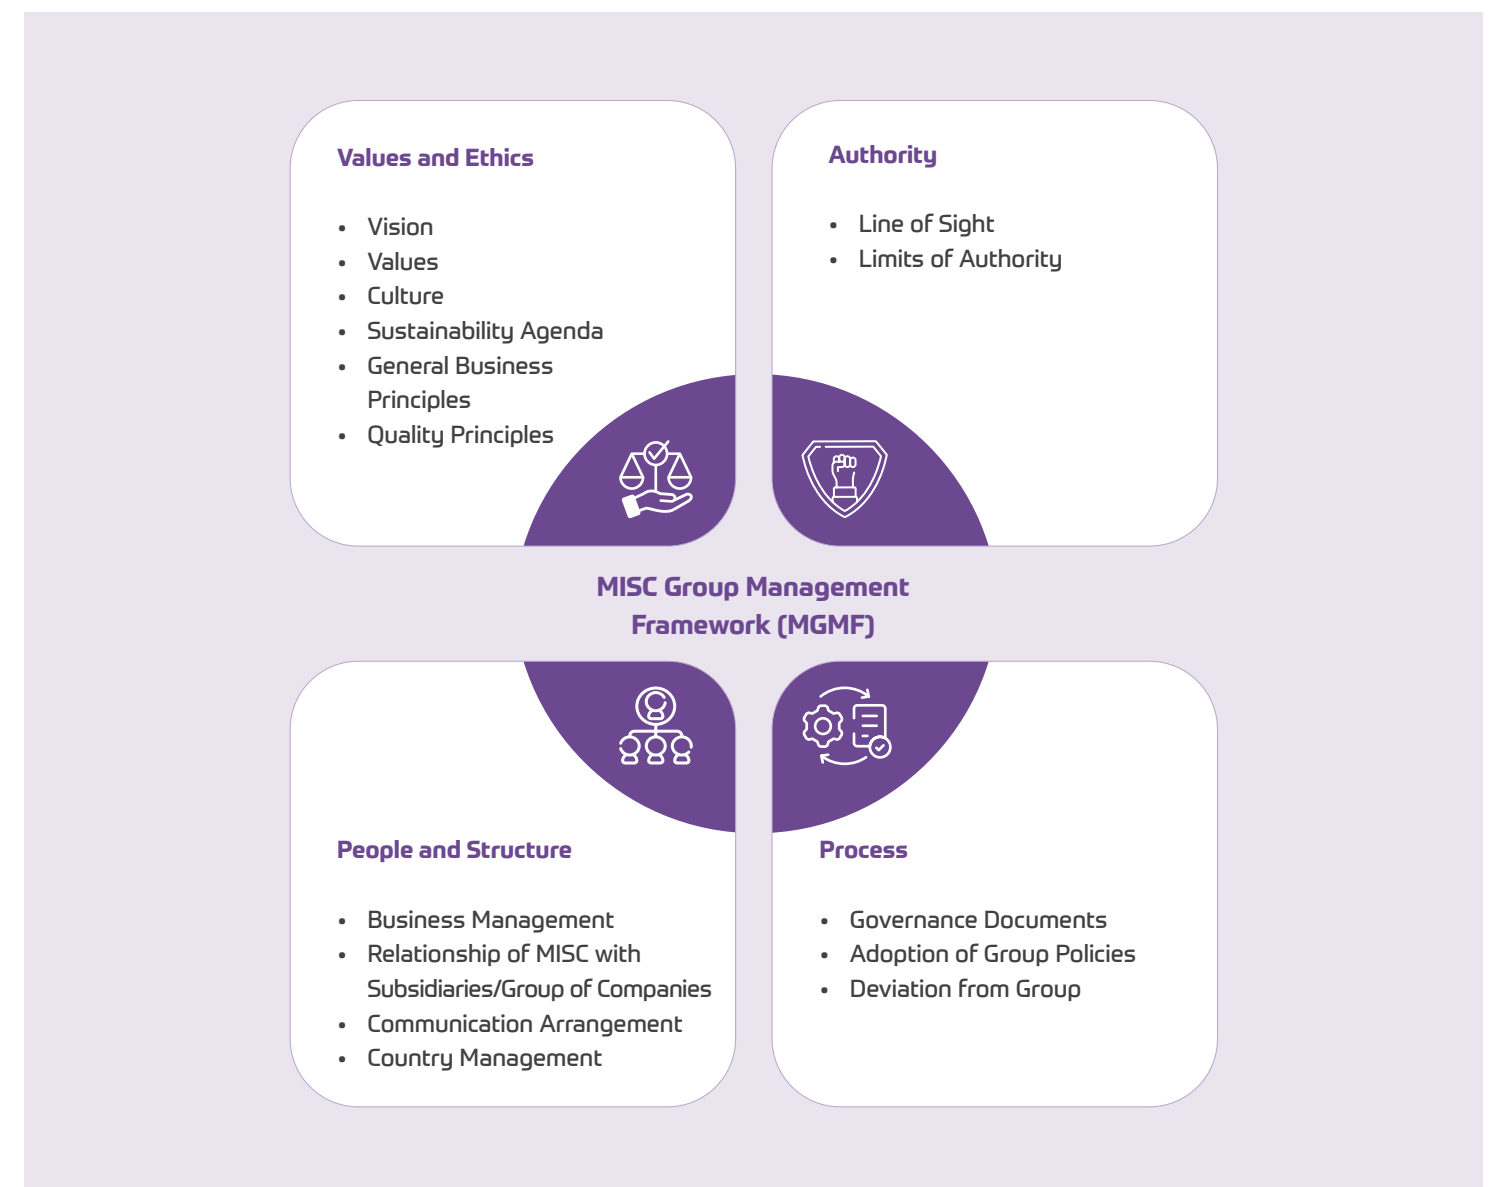 Values and Ethics
• Vision
• Values
• Culture
• Sustainability Agenda
• General Business
Principles
• Quality Principles
Authority
• Line of Sight
• Limits of Authority
MISC Group Management
Framework (MGMF)
People and Structure
• Business Management
• Relationship of MISC with
Subsidiaries/Group of Companies
• Communication Arrangement
• Country Management
Process
• Governance Documents
• Adoption of Group Policies
• Deviation from Group